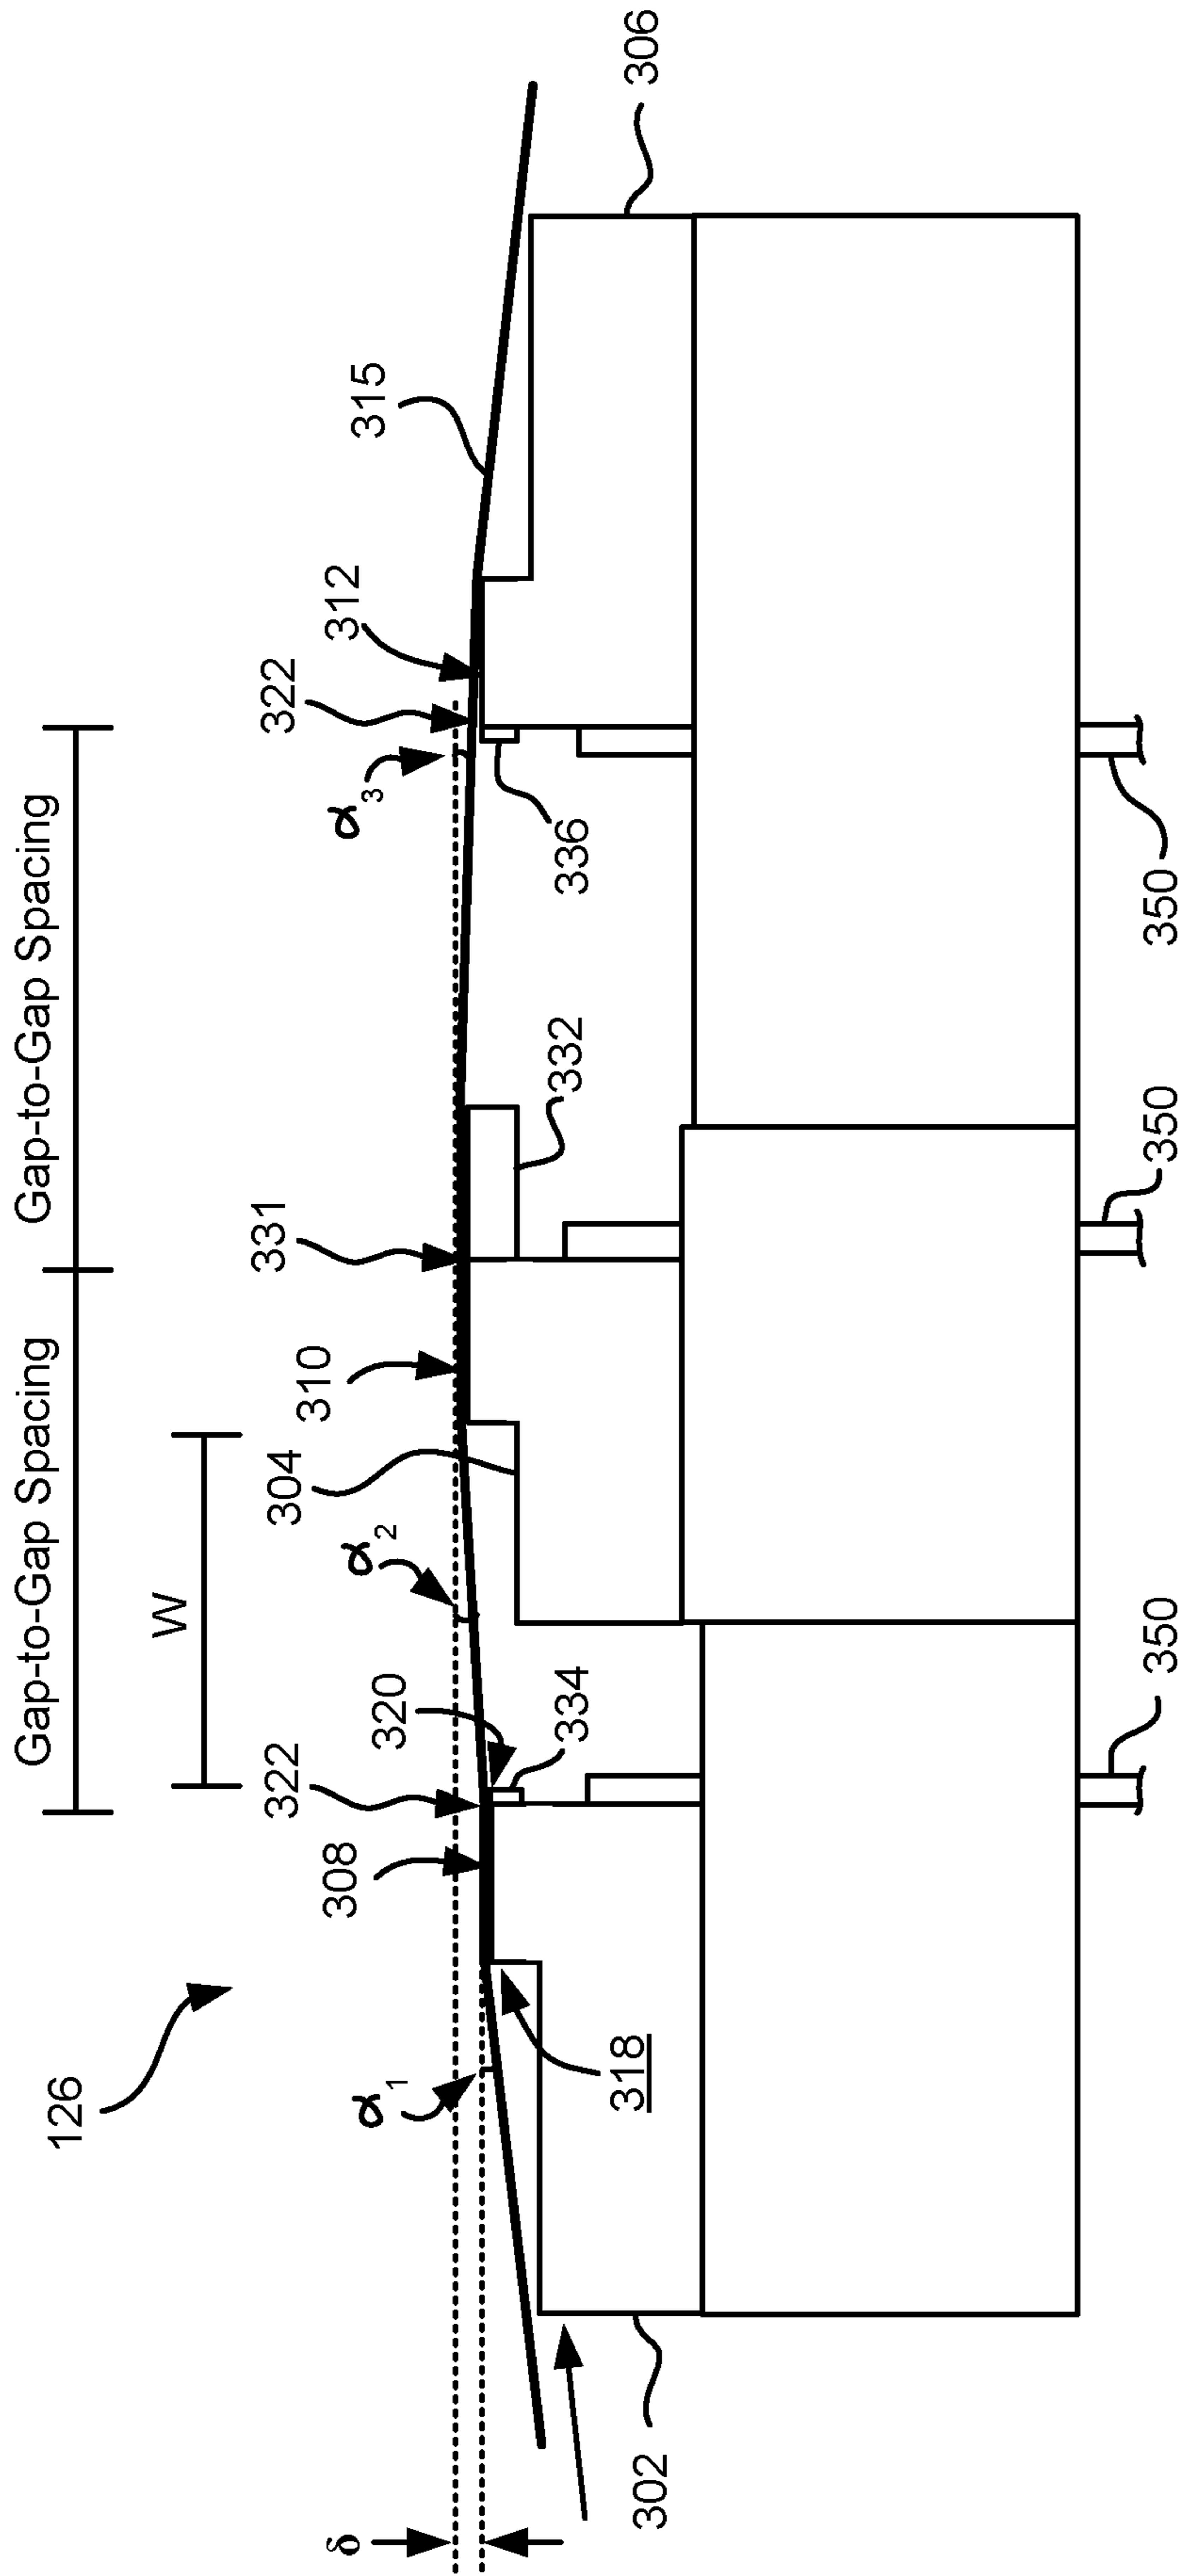 Gap-to-Gap Spacing
Gap-to-Gap Spacing
W
126
δ
α1
308
322
320
334
α2
304
310
331
332
α3
322
312
336
315
306
318
302
350
350
350